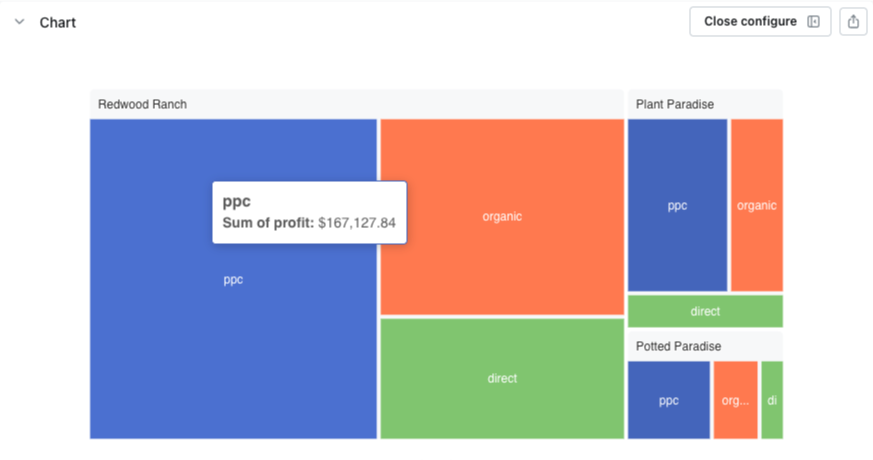 Chart
Close configure
Redwood Ranch
Plant Paradise
ppc
Sum of profit: $167,127.84
ppc
organic
direct
ppc
organic
direct
Potted Paradise
ppc
org...
di